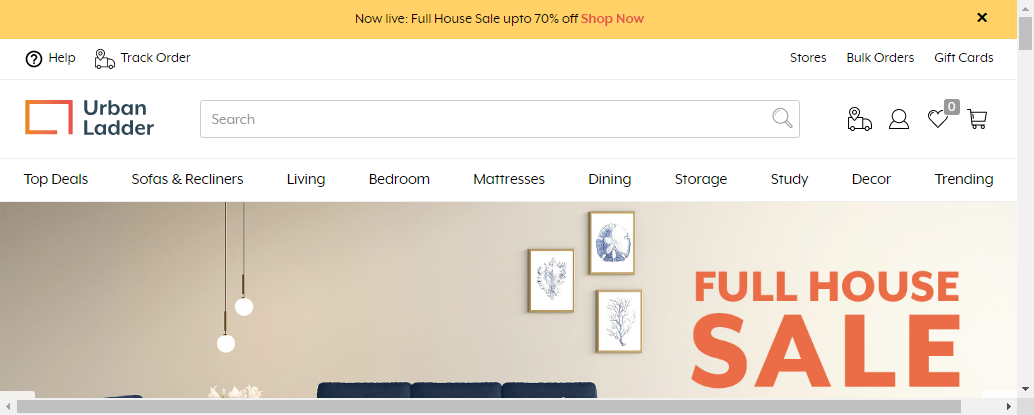 Now live: Full House Sale upto 70% off Shop Now
Help
Track Order
Stores
Bulk Orders
Gift Cards
Urban
Ladder
Search
0
Top Deals
Sofas & Recliners
Living
Bedroom
Mattresses
Dining
Storage
Study
Decor
Trending
FULL HOUSE
SALE